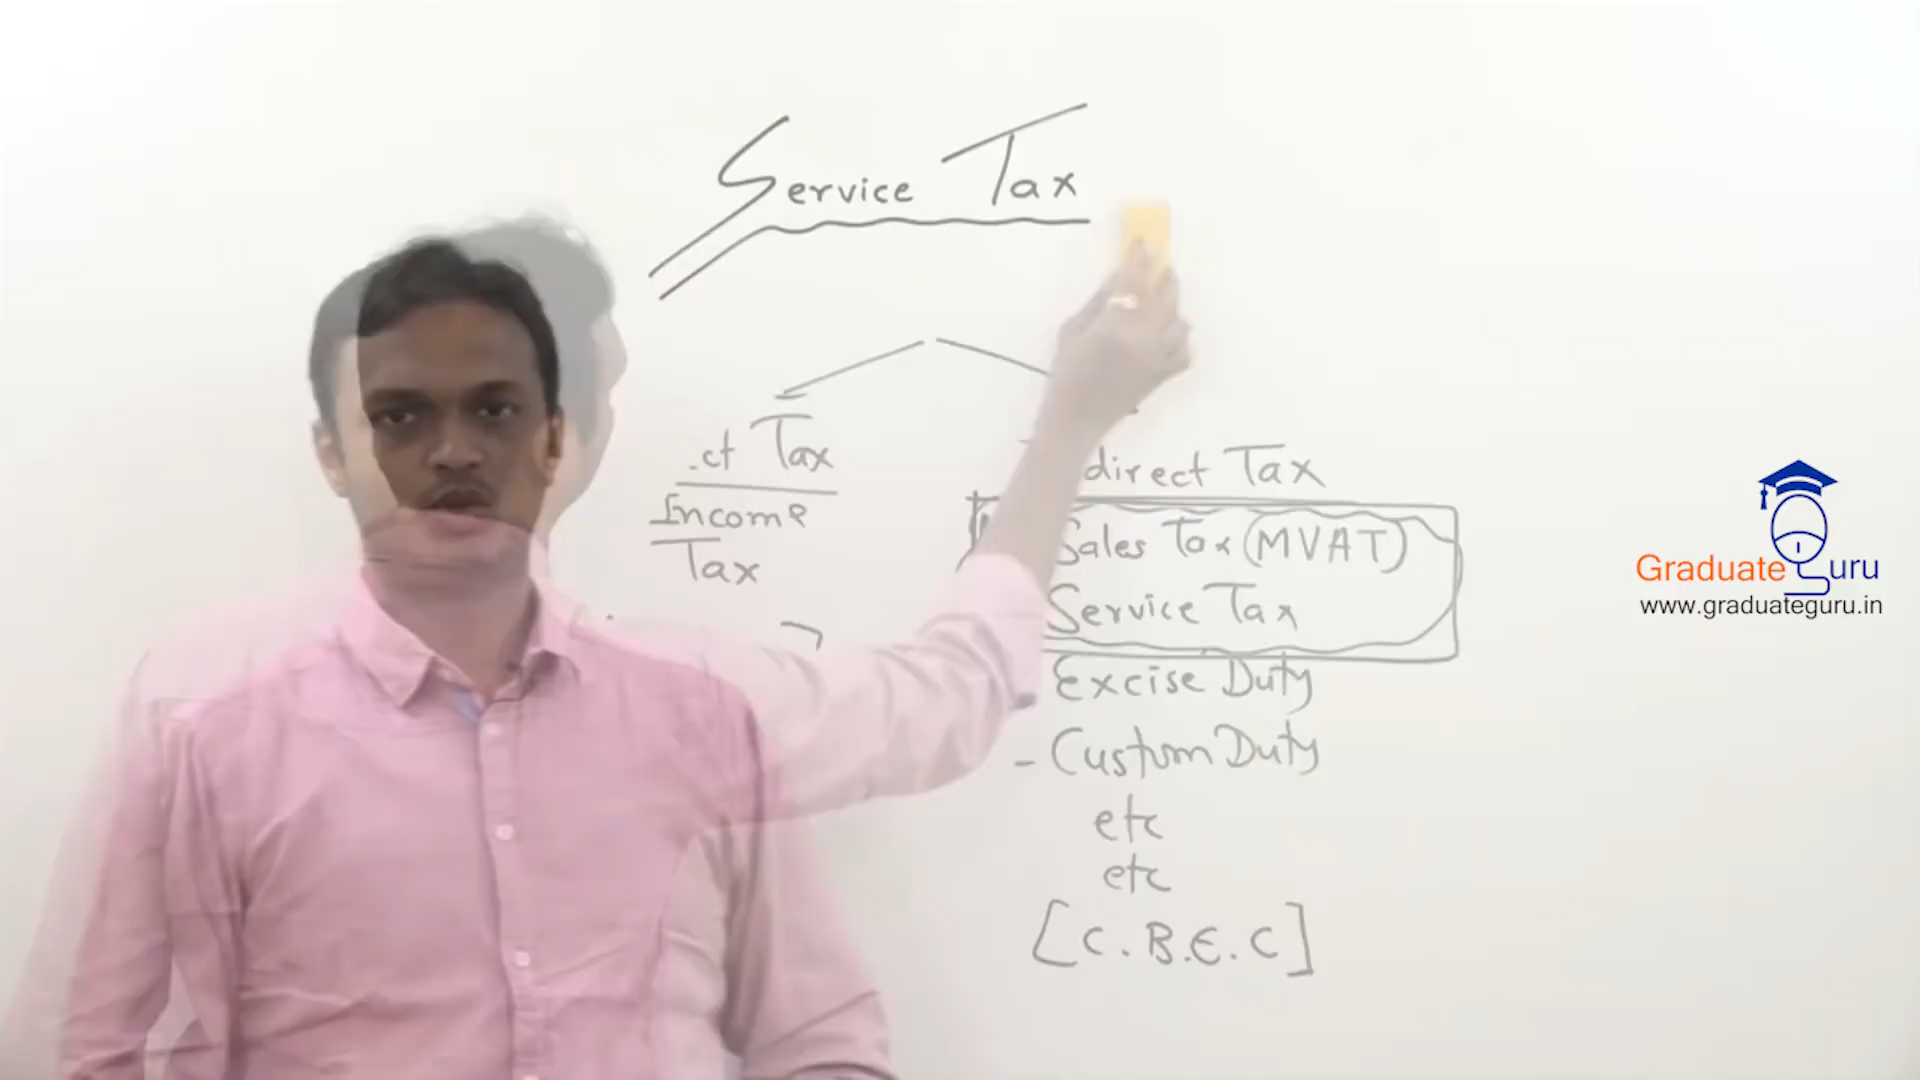 Service Tax
Tax
Income
Tax
direct Tax
Sales Tax (MVAT)
Service Tax
Excise Duty
- Custom Duty
etc
etc
[C.B.E.C]
Graduate Guru
www.graduateguru.in